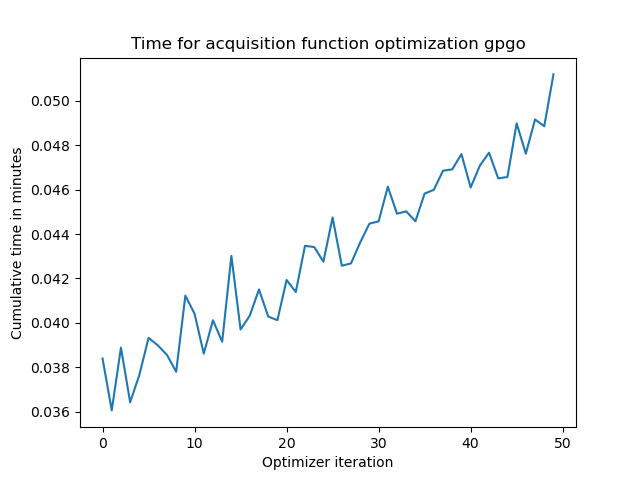 Time for acquisition function optimization gpgo
Cumulative time in minutes
0.050
0.048
0.046
0.044
0.042
0.040
0.038
0.036
0 10 20 30 40 50
Optimizer iteration